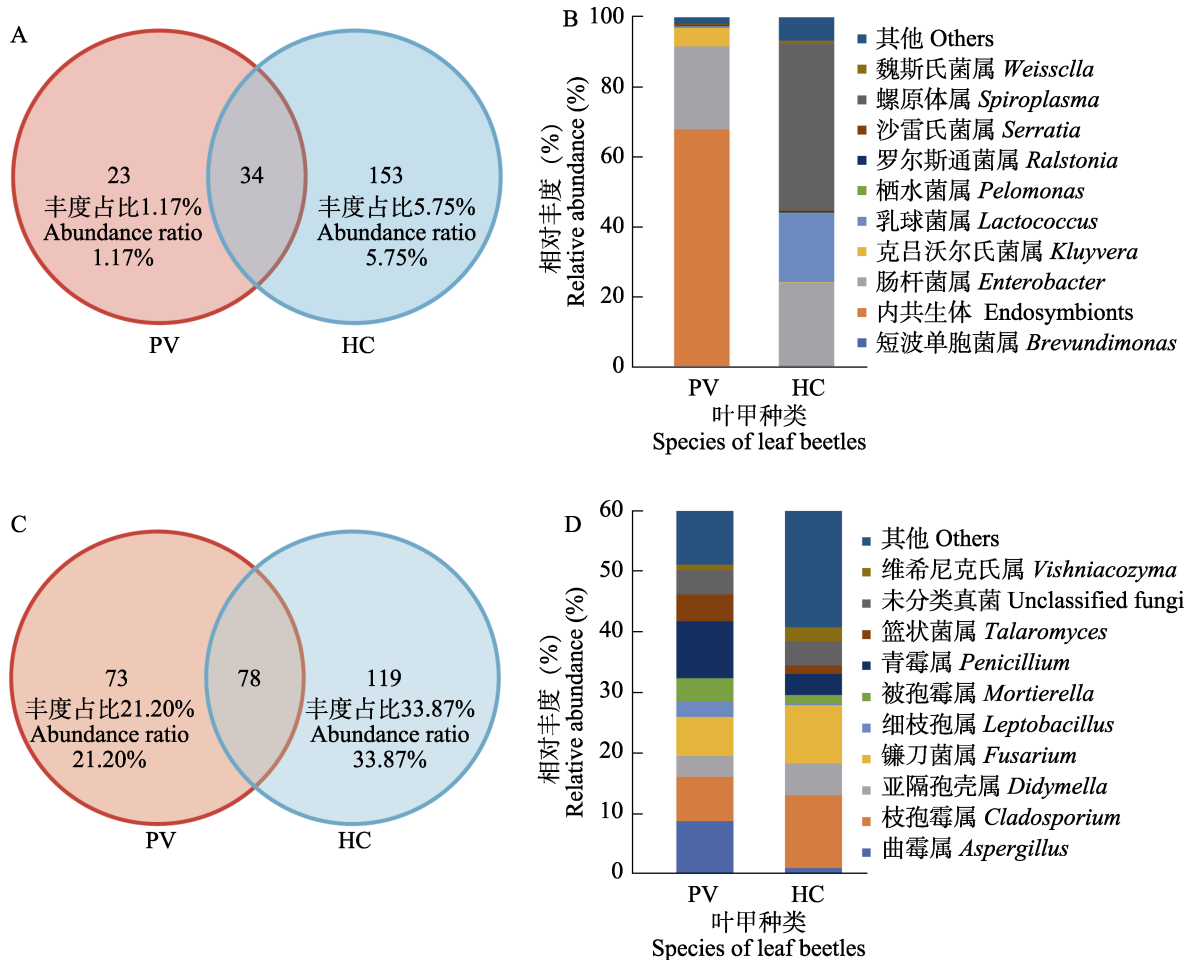 A
23
丰度占比1.17%
Abundance ratio
1.17%
34
153
丰度占比5.75%
Abundance ratio
5.75%
PV
HC
B
相对丰度（%）
Relative abundance (%)
100
80
60
40
20
0
PV
HC
叶甲种类
Species of leaf beetles
其他 Others
魏斯氏菌属 Weissclla
螺原体属 Spiroplasma
沙雷氏菌属 Serratia
罗尔斯通菌属 Ralstonia
栖水菌属 Pelomonas
乳球菌属 Lactococcus
克吕沃尔氏菌属 Kluyvera
肠杆菌属 Enterobacter
内共生体 Endosymbionts
短波单胞菌属 Brevundimonas
C
73
丰度占比21.20%
Abundance ratio
21.20%
78
119
丰度占比33.87%
Abundance ratio
33.87%
PV
HC
D
相对丰度（%）
Relative abundance (%)
60
50
40
30
20
10
0
PV
HC
叶甲种类
Species of leaf beetles
其他 Others
维希尼克氏属 Vishniacozyma
未分类真菌 Unclassified fungi
篮状菌属 Talaromyces
青霉属 Penicillium
被孢霉属 Mortierella
细枝孢属 Leptobacillus
镰刀菌属 Fusarium
亚隔孢壳属 Didymella
枝孢霉属 Cladosporium
曲霉属 Aspergillus